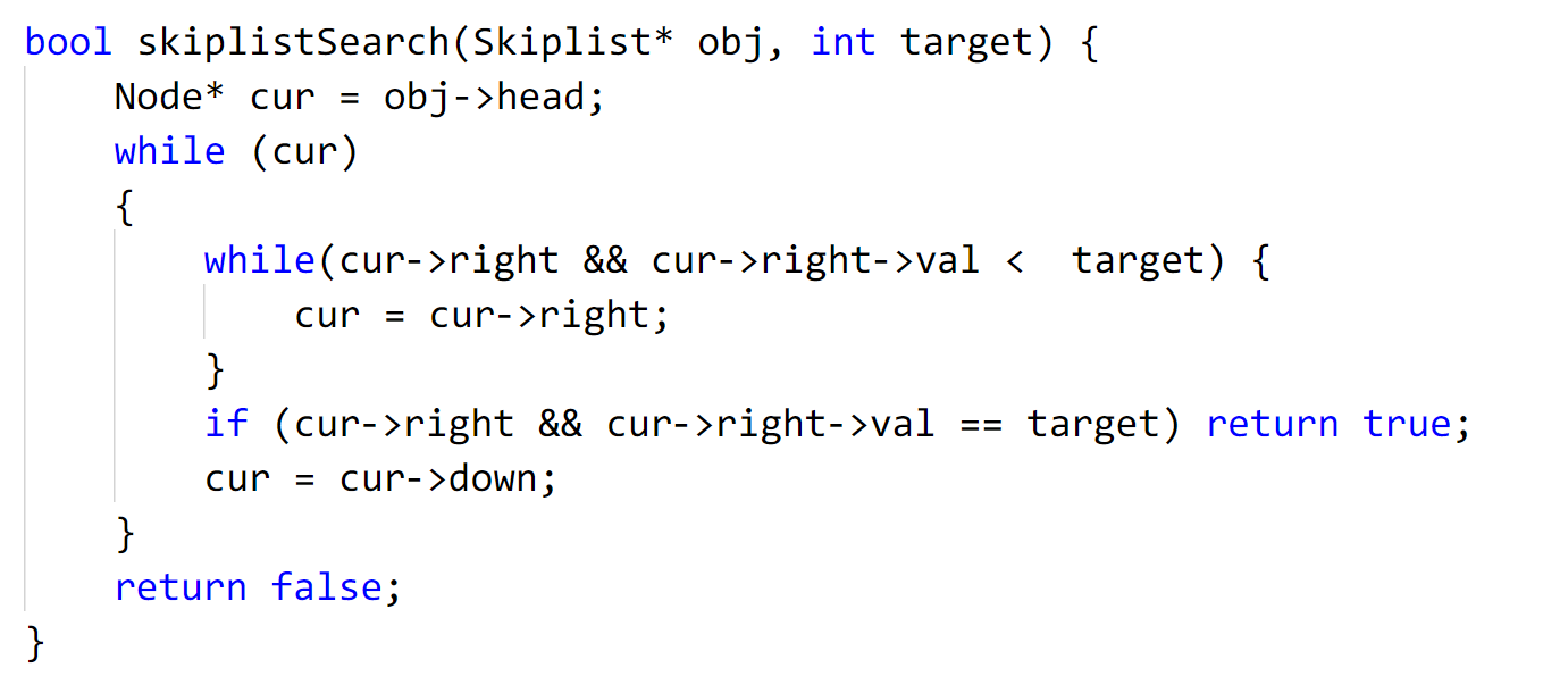 bool skiplistSearch(Skiplist* obj, int target) {
    Node* cur = obj->head;
    while (cur)
    {
        while(cur->right && cur->right->val <  target) {
            cur = cur->right;
        }
        if (cur->right && cur->right->val == target) return true;
        cur = cur->down;
    }
    return false;
}